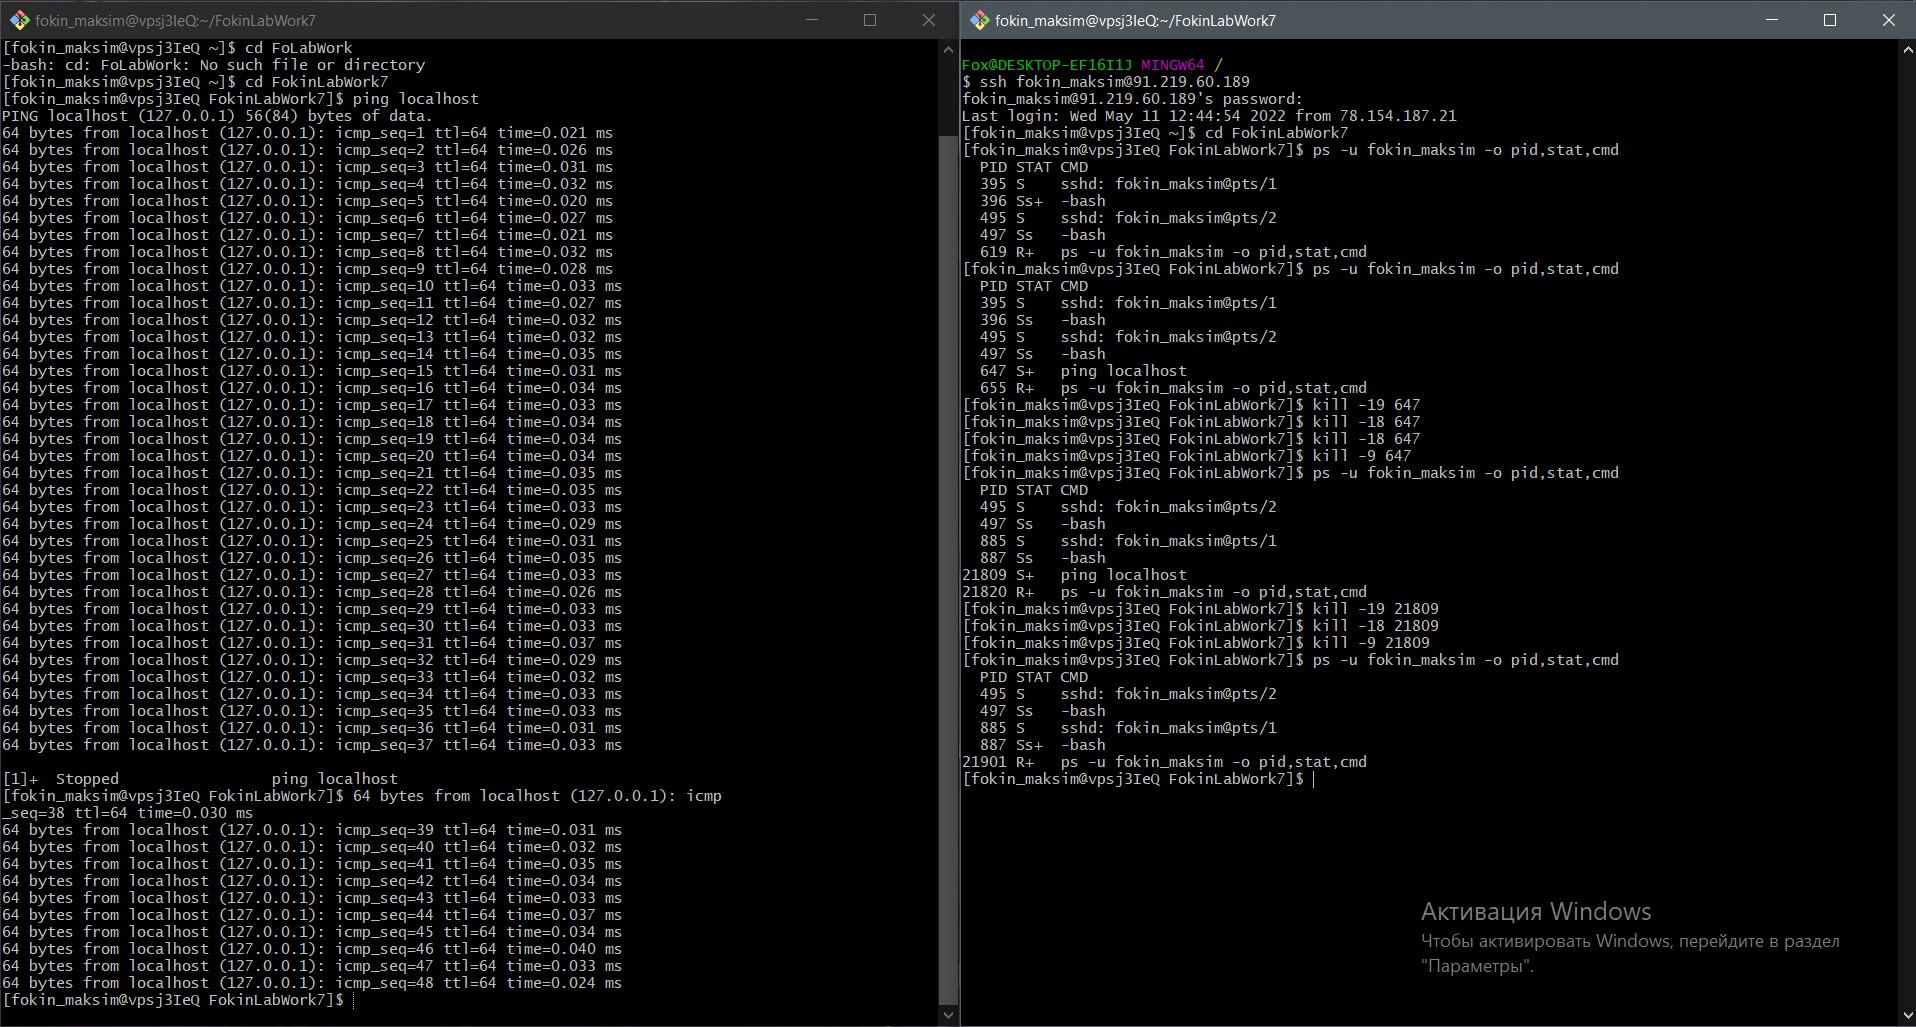 fokin_maksim@vpsj3IeQ:~/FokinLabWork7
[fokin_maksim@vpsj3IeQ ~]$ cd FoLabWork
-bash: cd: FoLabWork: No such file or directory
[fokin_maksim@vpsj3IeQ ~]$ cd FokinLabWork7
[fokin_maksim@vpsj3IeQ FokinLabWork7]$ ping localhost
PING localhost (127.0.0.1) 56(84) bytes of data.
64 bytes from localhost (127.0.0.1): icmp_seq=1 ttl=64 time=0.021 ms
64 bytes from localhost (127.0.0.1): icmp_seq=2 ttl=64 time=0.026 ms
64 bytes from localhost (127.0.0.1): icmp_seq=3 ttl=64 time=0.031 ms
64 bytes from localhost (127.0.0.1): icmp_seq=4 ttl=64 time=0.032 ms
64 bytes from localhost (127.0.0.1): icmp_seq=5 ttl=64 time=0.020 ms
64 bytes from localhost (127.0.0.1): icmp_seq=6 ttl=64 time=0.027 ms
64 bytes from localhost (127.0.0.1): icmp_seq=7 ttl=64 time=0.021 ms
64 bytes from localhost (127.0.0.1): icmp_seq=8 ttl=64 time=0.032 ms
64 bytes from localhost (127.0.0.1): icmp_seq=9 ttl=64 time=0.028 ms
64 bytes from localhost (127.0.0.1): icmp_seq=10 ttl=64 time=0.033 ms
64 bytes from localhost (127.0.0.1): icmp_seq=11 ttl=64 time=0.027 ms
64 bytes from localhost (127.0.0.1): icmp_seq=12 ttl=64 time=0.032 ms
64 bytes from localhost (127.0.0.1): icmp_seq=13 ttl=64 time=0.032 ms
64 bytes from localhost (127.0.0.1): icmp_seq=14 ttl=64 time=0.035 ms
64 bytes from localhost (127.0.0.1): icmp_seq=15 ttl=64 time=0.031 ms
64 bytes from localhost (127.0.0.1): icmp_seq=16 ttl=64 time=0.034 ms
64 bytes from localhost (127.0.0.1): icmp_seq=17 ttl=64 time=0.033 ms
64 bytes from localhost (127.0.0.1): icmp_seq=18 ttl=64 time=0.034 ms
64 bytes from localhost (127.0.0.1): icmp_seq=19 ttl=64 time=0.034 ms
64 bytes from localhost (127.0.0.1): icmp_seq=20 ttl=64 time=0.034 ms
64 bytes from localhost (127.0.0.1): icmp_seq=21 ttl=64 time=0.035 ms
64 bytes from localhost (127.0.0.1): icmp_seq=22 ttl=64 time=0.035 ms
64 bytes from localhost (127.0.0.1): icmp_seq=23 ttl=64 time=0.033 ms
64 bytes from localhost (127.0.0.1): icmp_seq=24 ttl=64 time=0.029 ms
64 bytes from localhost (127.0.0.1): icmp_seq=25 ttl=64 time=0.031 ms
64 bytes from localhost (127.0.0.1): icmp_seq=26 ttl=64 time=0.035 ms
64 bytes from localhost (127.0.0.1): icmp_seq=27 ttl=64 time=0.033 ms
64 bytes from localhost (127.0.0.1): icmp_seq=28 ttl=64 time=0.026 ms
64 bytes from localhost (127.0.0.1): icmp_seq=29 ttl=64 time=0.033 ms
64 bytes from localhost (127.0.0.1): icmp_seq=30 ttl=64 time=0.033 ms
64 bytes from localhost (127.0.0.1): icmp_seq=31 ttl=64 time=0.037 ms
64 bytes from localhost (127.0.0.1): icmp_seq=32 ttl=64 time=0.029 ms
64 bytes from localhost (127.0.0.1): icmp_seq=33 ttl=64 time=0.032 ms
64 bytes from localhost (127.0.0.1): icmp_seq=34 ttl=64 time=0.033 ms
64 bytes from localhost (127.0.0.1): icmp_seq=35 ttl=64 time=0.033 ms
64 bytes from localhost (127.0.0.1): icmp_seq=36 ttl=64 time=0.031 ms
64 bytes from localhost (127.0.0.1): icmp_seq=37 ttl=64 time=0.033 ms
[1]+  Stopped                 ping localhost
[fokin_maksim@vpsj3IeQ FokinLabWork7]$ 64 bytes from localhost (127.0.0.1): icmp
_seq=38 ttl=64 time=0.030 ms
64 bytes from localhost (127.0.0.1): icmp_seq=39 ttl=64 time=0.031 ms
64 bytes from localhost (127.0.0.1): icmp_seq=40 ttl=64 time=0.032 ms
64 bytes from localhost (127.0.0.1): icmp_seq=41 ttl=64 time=0.035 ms
64 bytes from localhost (127.0.0.1): icmp_seq=42 ttl=64 time=0.034 ms
64 bytes from localhost (127.0.0.1): icmp_seq=43 ttl=64 time=0.033 ms
64 bytes from localhost (127.0.0.1): icmp_seq=44 ttl=64 time=0.037 ms
64 bytes from localhost (127.0.0.1): icmp_seq=45 ttl=64 time=0.034 ms
64 bytes from localhost (127.0.0.1): icmp_seq=46 ttl=64 time=0.040 ms
64 bytes from localhost (127.0.0.1): icmp_seq=47 ttl=64 time=0.033 ms
64 bytes from localhost (127.0.0.1): icmp_seq=48 ttl=64 time=0.024 ms
[fokin_maksim@vpsj3IeQ FokinLabWork7]$
fokin_maksim@vpsj3IeQ:~/FokinLabWork7
Fox@DESKTOP-EF16I1J MINGW64 /
$ ssh fokin_maksim@91.219.60.189
fokin_maksim@91.219.60.189's password:
Last login: Wed May 11 12:44:54 2022 from 78.154.187.21
[fokin_maksim@vpsj3IeQ ~]$ cd FokinLabWork7
[fokin_maksim@vpsj3IeQ FokinLabWork7]$ ps -u fokin_maksim -o pid,stat,cmd
  PID STAT CMD
  395 S    sshd: fokin_maksim@pts/1
  396 Ss+  -bash
  495 S    sshd: fokin_maksim@pts/2
  497 Ss   -bash
  619 R+   ps -u fokin_maksim -o pid,stat,cmd
[fokin_maksim@vpsj3IeQ FokinLabWork7]$ ps -u fokin_maksim -o pid,stat,cmd
  PID STAT CMD
  395 S    sshd: fokin_maksim@pts/1
  396 Ss   -bash
  495 S    sshd: fokin_maksim@pts/2
  497 Ss   -bash
  647 S+   ping localhost
  655 R+   ps -u fokin_maksim -o pid,stat,cmd
[fokin_maksim@vpsj3IeQ FokinLabWork7]$ kill -19 647
[fokin_maksim@vpsj3IeQ FokinLabWork7]$ kill -18 647
[fokin_maksim@vpsj3IeQ FokinLabWork7]$ kill -18 647
[fokin_maksim@vpsj3IeQ FokinLabWork7]$ kill -9 647
[fokin_maksim@vpsj3IeQ FokinLabWork7]$ ps -u fokin_maksim -o pid,stat,cmd
  PID STAT CMD
  495 S    sshd: fokin_maksim@pts/2
  497 Ss   -bash
  885 S    sshd: fokin_maksim@pts/1
  887 Ss   -bash
21809 S+   ping localhost
21820 R+   ps -u fokin_maksim -o pid,stat,cmd
[fokin_maksim@vpsj3IeQ FokinLabWork7]$ kill -19 21809
[fokin_maksim@vpsj3IeQ FokinLabWork7]$ kill -18 21809
[fokin_maksim@vpsj3IeQ FokinLabWork7]$ kill -9 21809
[fokin_maksim@vpsj3IeQ FokinLabWork7]$ ps -u fokin_maksim -o pid,stat,cmd
  PID STAT CMD
  495 S    sshd: fokin_maksim@pts/2
  497 Ss   -bash
  885 S    sshd: fokin_maksim@pts/1
  887 Ss+  -bash
21901 R+   ps -u fokin_maksim -o pid,stat,cmd
[fokin_maksim@vpsj3IeQ FokinLabWork7]$
Активация Windows
Чтобы активировать Windows, перейдите в раздел
"Параметры".